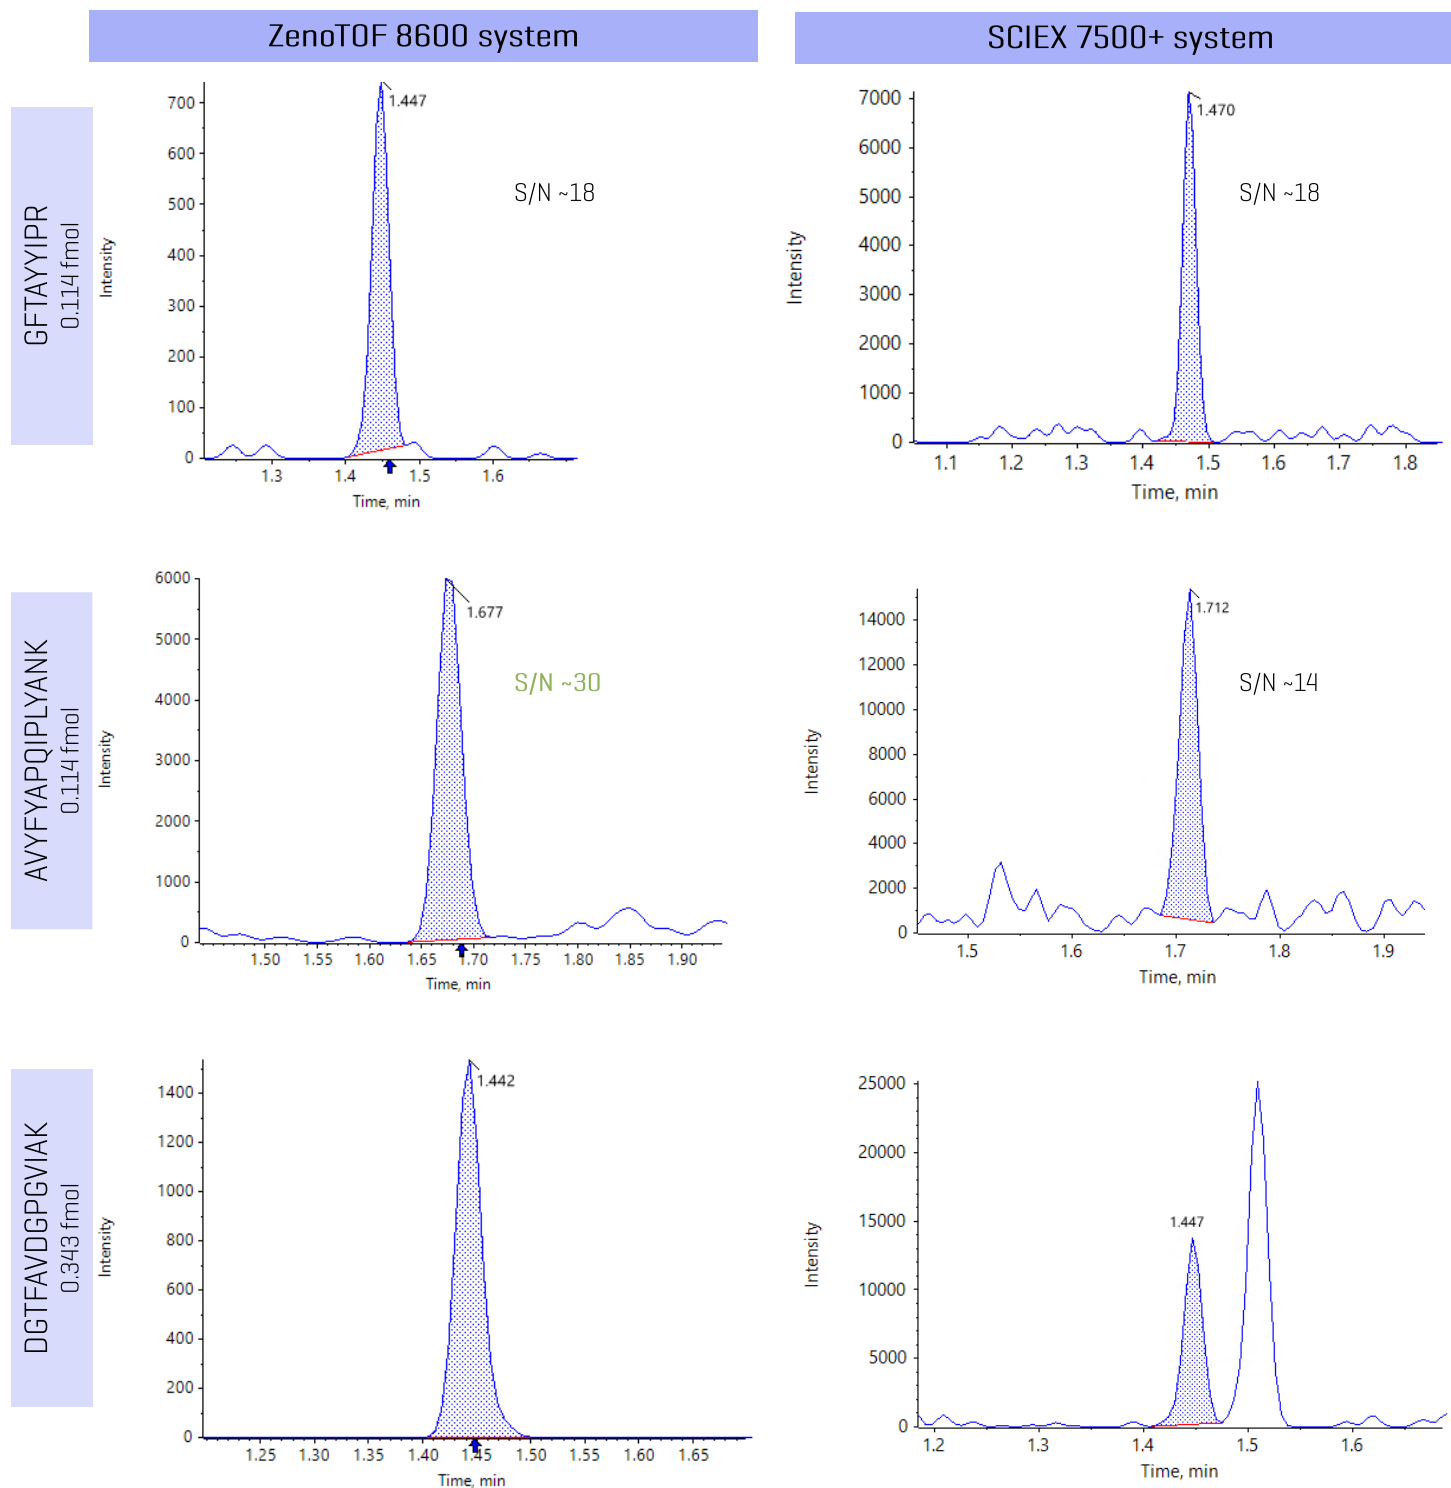 ZenoTOF 8600 system
SCIEX 7500+ system
GFTAYYIPR
0.114 fmol
Intensity
700
600
500
400
300
200
100
0
1.447
S/N ~18
1.3 1.4 1.5 1.6
Time, min
Intensity
7000
6000
5000
4000
3000
2000
1000
0
1.470
S/N ~18
1.1 1.2 1.3 1.4 1.5 1.6 1.7 1.8
Time, min
AVYFYAPQIPLYANK
0.114 fmol
Intensity
6000
5000
4000
3000
2000
1000
0
1.677
S/N ~30
1.50 1.55 1.60 1.65 1.70 1.75 1.80 1.85 1.90
Time, min
Intensity
14000
12000
10000
8000
6000
4000
2000
0
1.712
S/N ~14
1.5 1.6 1.7 1.8 1.9
Time, min
DGTFAVDGPGVIAK
0.343 fmol
Intensity
1400
1200
1000
800
600
400
200
0
1.442
1.25 1.30 1.35 1.40 1.45 1.50 1.55 1.60 1.65
Time, min
Intensity
25000
20000
15000
10000
5000
0
1.447
1.2 1.3 1.4 1.5 1.6
Time, min